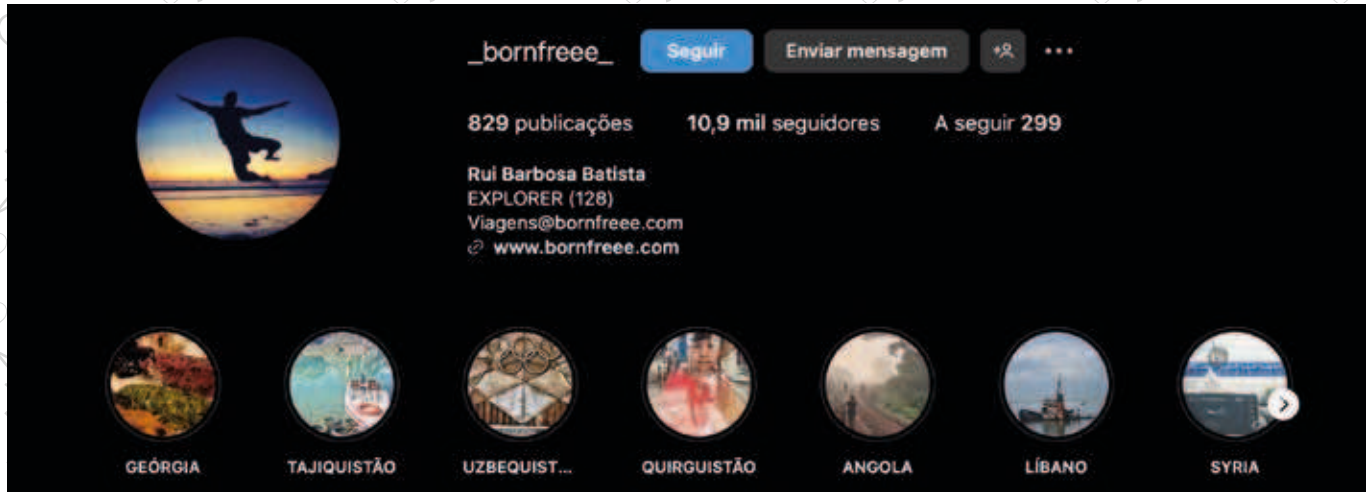 _bornfreee_ Seguir Enviar mensagem
829 publicações 10,9 mil seguidores A seguir 299
Rui Barbosa Batista
EXPLORER (128)
Viagens@bornfreee.com
www.bornfreee.com
GEÓRGIA TAJIQUISTÃO UZBEQUIST... QUIRGUISTÃO ANGOLA LÍBANO SYRIA